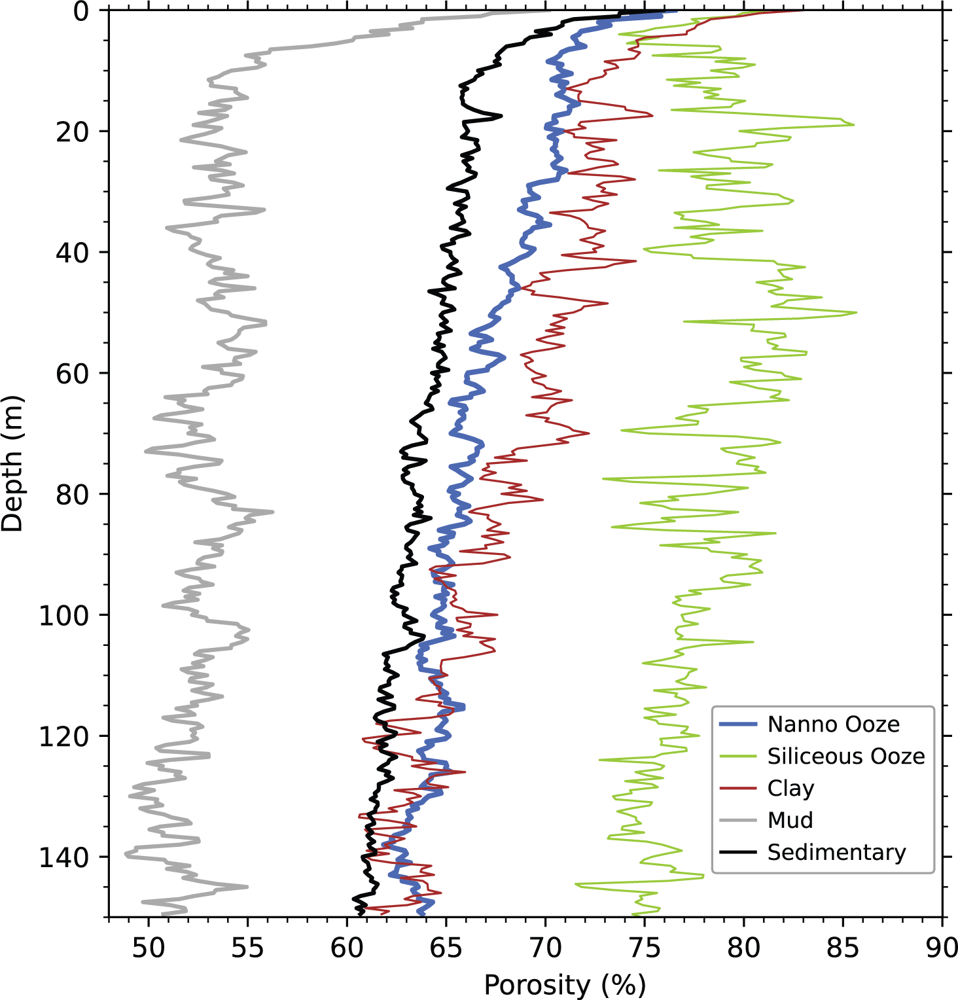 0
20
40
60
80
100
120
140
Depth (m)
Nanno Ooze
Siliceous Ooze
Clay
Mud
Sedimentary
50 55 60 65 70 75 80 85 90
Porosity (%)